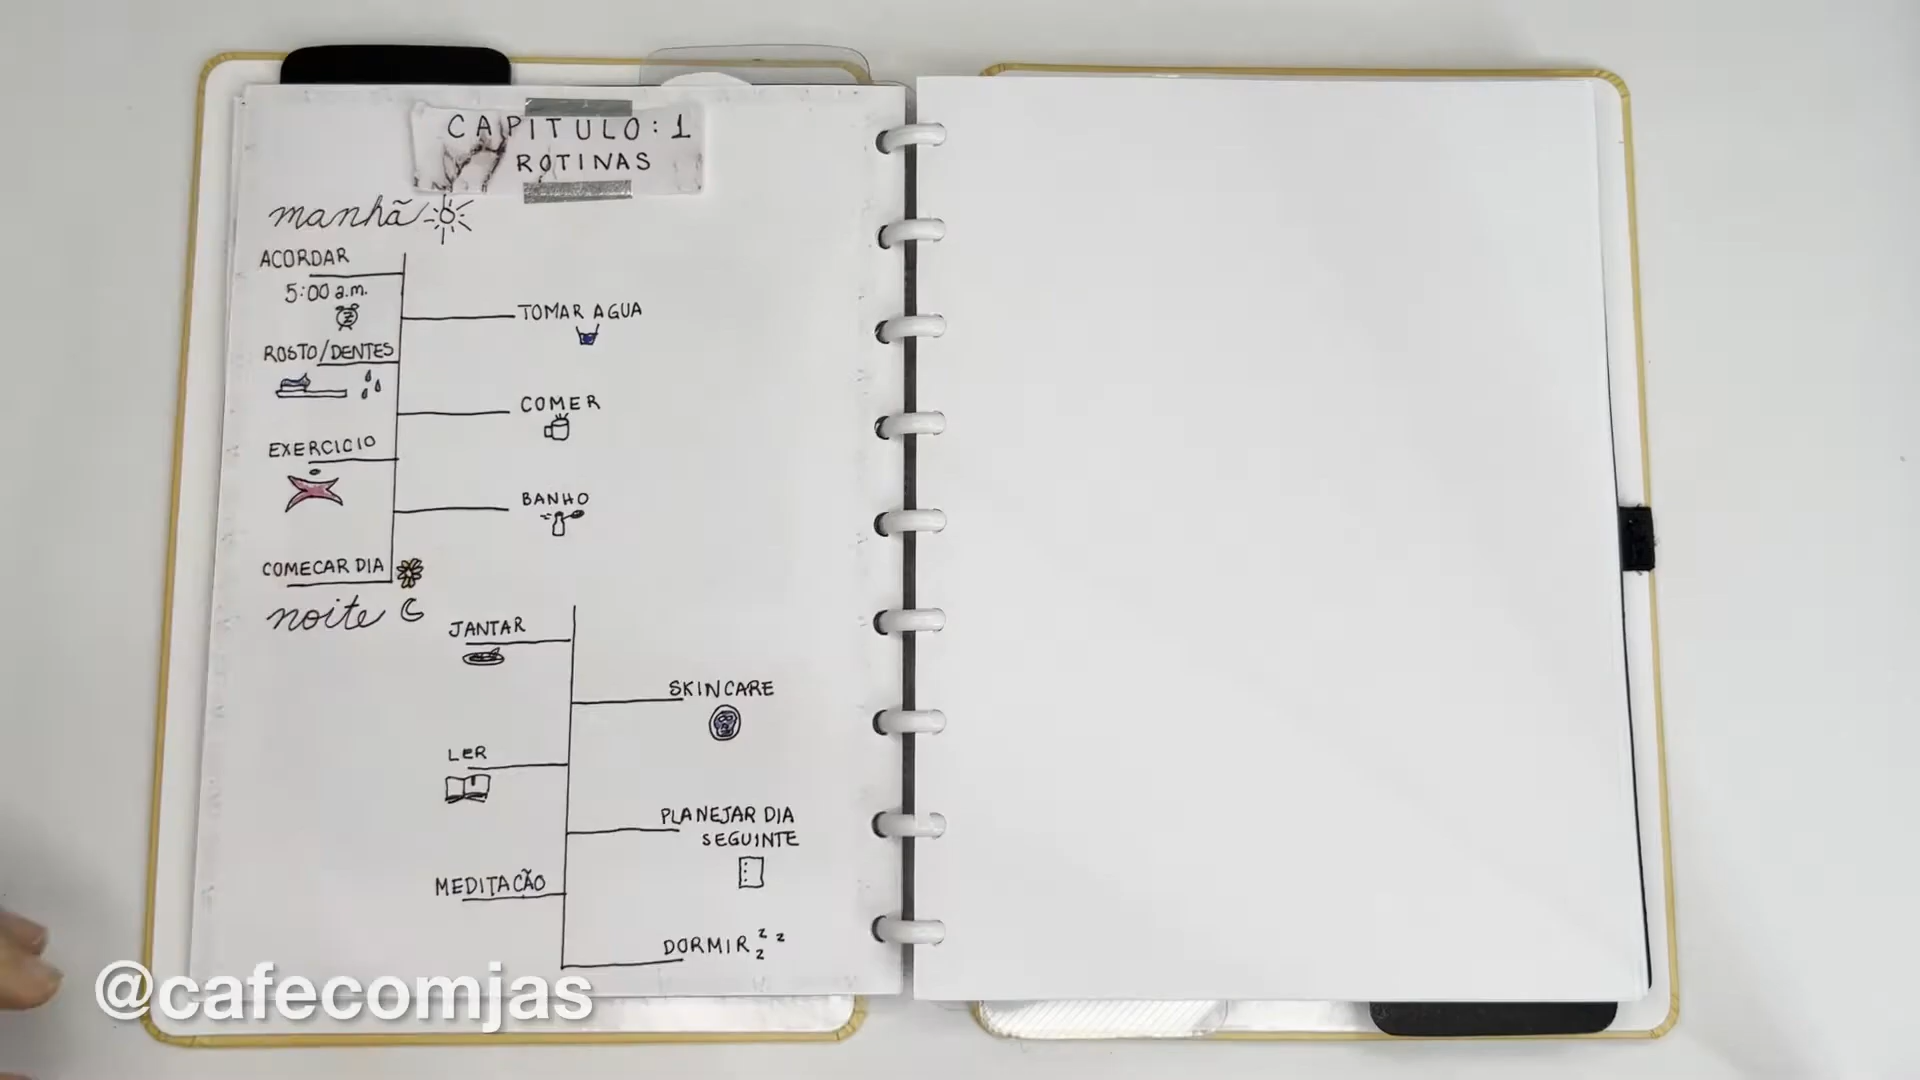 CAPITULO: 1
ROTINAS
manhã
ACORDAR
5:00 a.m.
TOMAR AGUA
ROSTO/DENTES
COMER
EXERCICIO
BANHO
COMECAR DIA
noite
JANTAR
SKINCARE
LER
PLANEJAR DIA
SEGUINTE
MEDITACÃO
DORMIR z z z
@cafecomjas